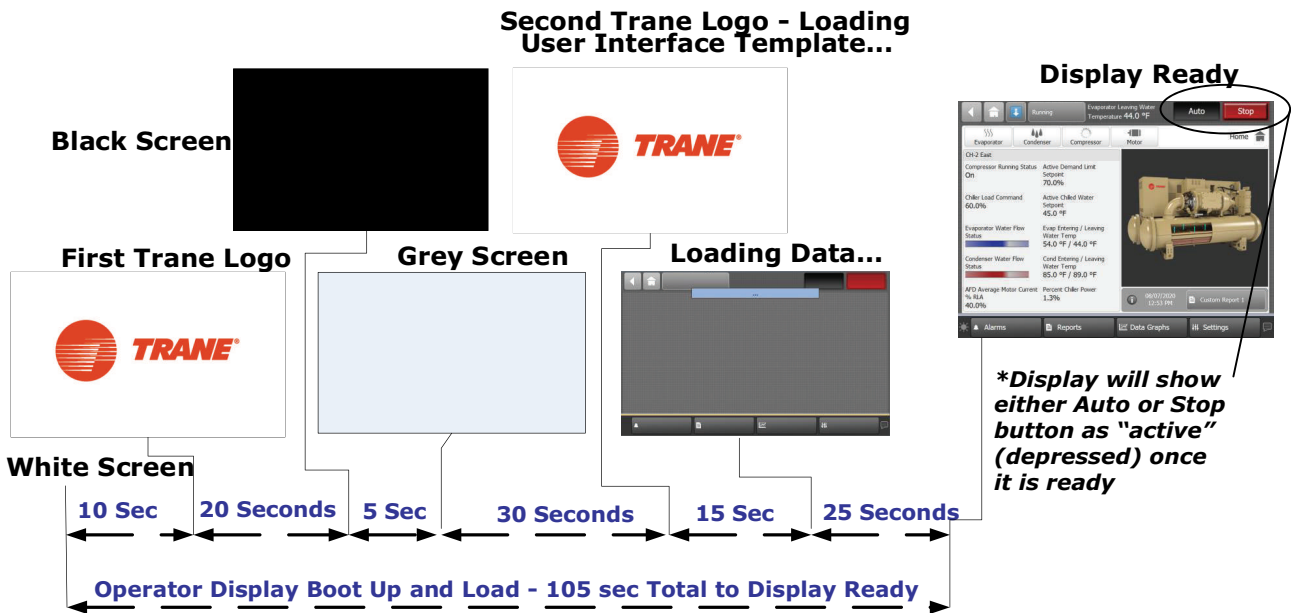 Second Trane Logo - Loading
User Interface Template...
Display Ready
Black Screen
TRANE®
Running
Evaporator Leaving Water
Temperature 44.0 °F
Auto
Stop
Evaporator
Condenser
Compressor
Motor
Home
CH-2 East
Compressor Running Status
On
Active Demand Limit
Setpoint
70.0%
Chiller Load Command
60.0%
Active Chilled Water
Setpoint
45.0 °F
Evaporator Water Flow
Status
Evap Entering / Leaving
Water Temp
54.0 °F / 44.0 °F
Condenser Water Flow
Status
Cond Entering / Leaving
Water Temp
85.0 °F / 89.0 °F
AFD Average Motor Current
% RLA
40.0%
Percent Chiller Power
1.3%
08/07/2020
12:53 PM
Custom Report 1
Alarms
Reports
Data Graphs
Settings
First Trane Logo
Grey Screen
Loading Data...
TRANE®
...
*Display will show
either Auto or Stop
button as “active”
(depressed) once
it is ready
White Screen
10 Sec
20 Seconds
5 Sec
30 Seconds
15 Sec
25 Seconds
Operator Display Boot Up and Load - 105 sec Total to Display Ready